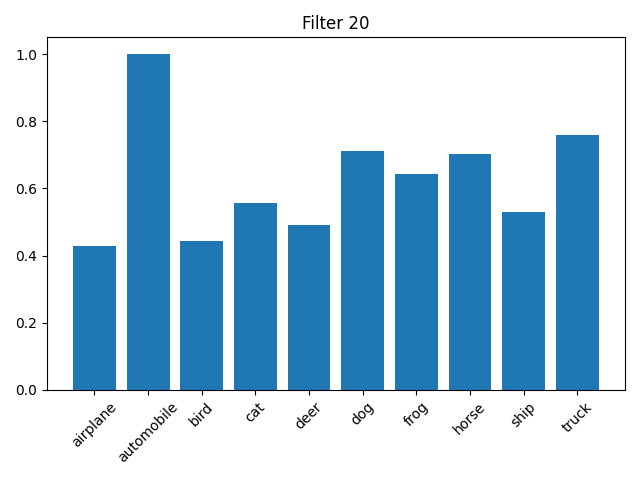 Filter 20
1.0
0.8
0.6
0.4
0.2
0.0
airplane
automobile
bird
cat
deer
dog
frog
horse
ship
truck